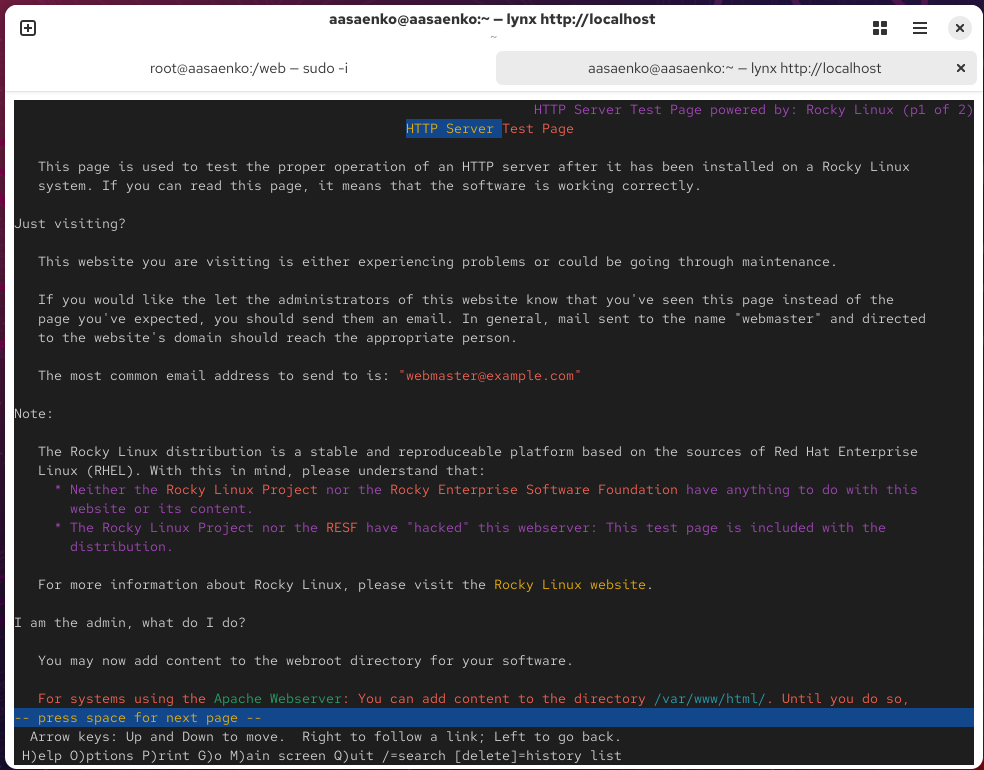 aasaenko@aasaenko:~ — lynx http://localhost
~
root@aasaenko:/web — sudo -i
aasaenko@aasaenko:~ — lynx http://localhost
HTTP Server Test Page powered by: Rocky Linux (p1 of 2)
HTTP Server Test Page
This page is used to test the proper operation of an HTTP server after it has been installed on a Rocky Linux
system. If you can read this page, it means that the software is working correctly.
Just visiting?
This website you are visiting is either experiencing problems or could be going through maintenance.
If you would like the let the administrators of this website know that you've seen this page instead of the
page you've expected, you should send them an email. In general, mail sent to the name "webmaster" and directed
to the website's domain should reach the appropriate person.
The most common email address to send to is: "webmaster@example.com"
Note:
The Rocky Linux distribution is a stable and reproduceable platform based on the sources of Red Hat Enterprise
Linux (RHEL). With this in mind, please understand that:
* Neither the Rocky Linux Project nor the Rocky Enterprise Software Foundation have anything to do with this
website or its content.
* The Rocky Linux Project nor the RESF have "hacked" this webserver: This test page is included with the
distribution.
For more information about Rocky Linux, please visit the Rocky Linux website.
I am the admin, what do I do?
You may now add content to the webroot directory for your software.
For systems using the Apache Webserver: You can add content to the directory /var/www/html/. Until you do so,
-- press space for next page --
Arrow keys: Up and Down to move.  Right to follow a link; Left to go back.
H)elp O)ptions P)rint G)o M)ain screen Q)uit /=search [delete]=history list